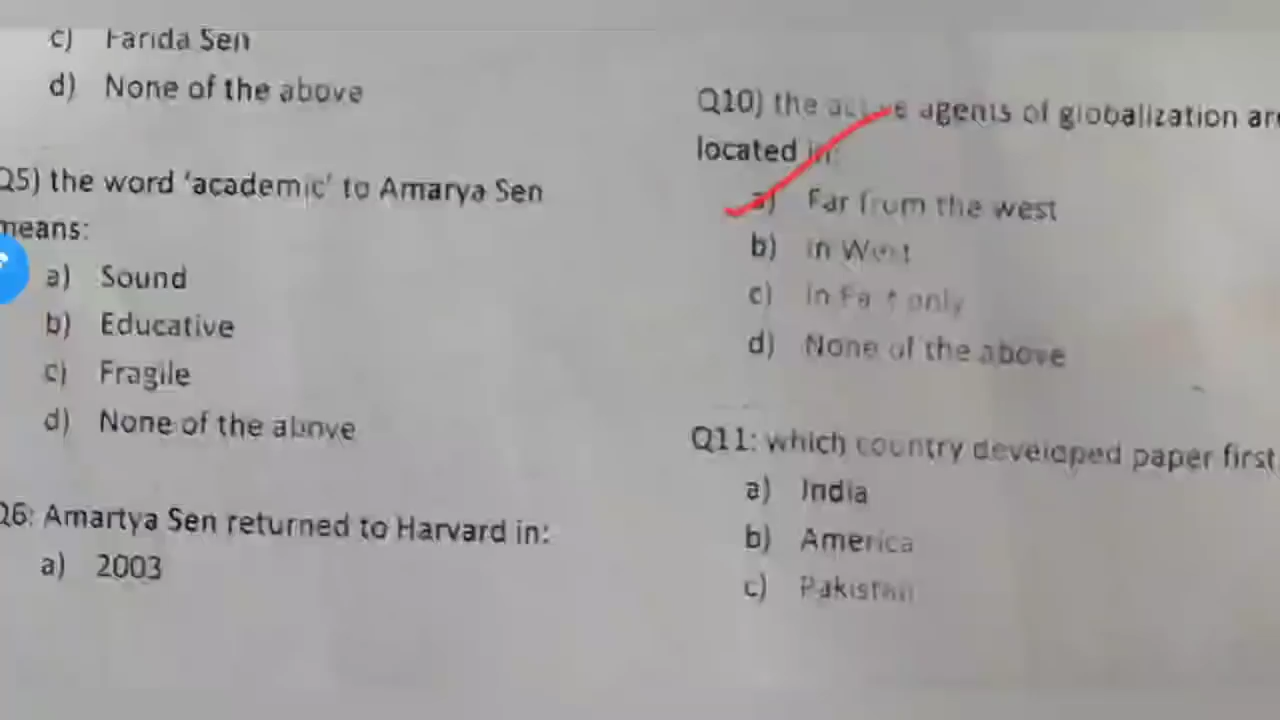 c) Farida Sen
d) None of the above
Q5) the word 'academic' to Amarya Sen
means:
a) Sound
b) Educative
c) Fragile
d) None of the above
Q6: Amartya Sen returned to Harvard in:
a) 2003
Q10) the active agents of globalization are
located in:
a) Far from the west
b) in West
c) in East only
d) None of the above
Q11: which country developed paper first
a) India
b) America
c) Pakistan